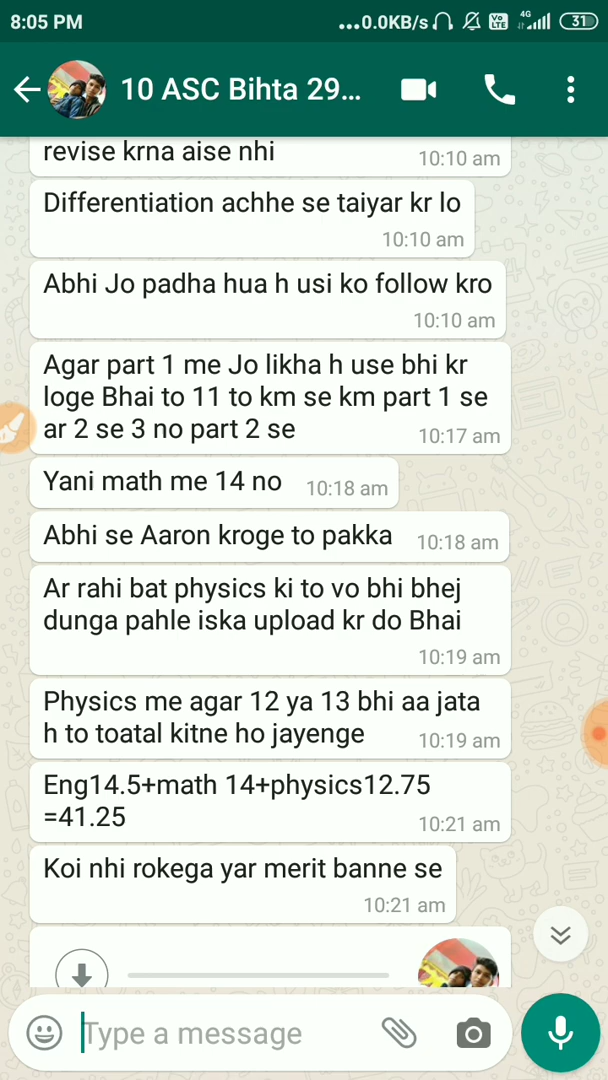 8:05 PM
...0.0KB/s
Vo
LTE
4G
31
10 ASC Bihta 29...
revise krna aise nhi
10:10 am
Differentiation achhe se taiyar kr lo
10:10 am
Abhi Jo padha hua h usi ko follow kro
10:10 am
Agar part 1 me Jo likha h use bhi kr
loge Bhai to 11 to km se km part 1 se
ar 2 se 3 no part 2 se
10:17 am
Yani math me 14 no
10:18 am
Abhi se Aaron kroge to pakka
10:18 am
Ar rahi bat physics ki to vo bhi bhej
dunga pahle iska upload kr do Bhai
10:19 am
Physics me agar 12 ya 13 bhi aa jata
h to toatal kitne ho jayenge
10:19 am
Eng14.5+math 14+physics12.75
=41.25
10:21 am
Koi nhi rokega yar merit banne se
10:21 am
Type a message